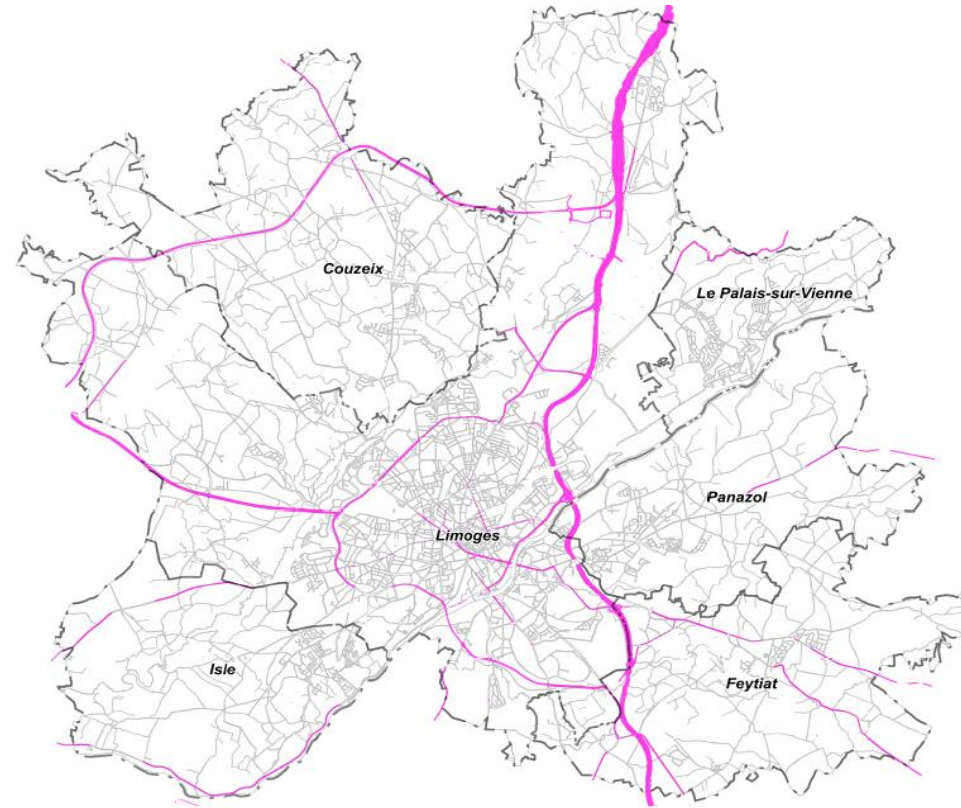 Couzeix
Le Palais-sur-Vienne
Panazol
Limoges
Isle
Feytiat